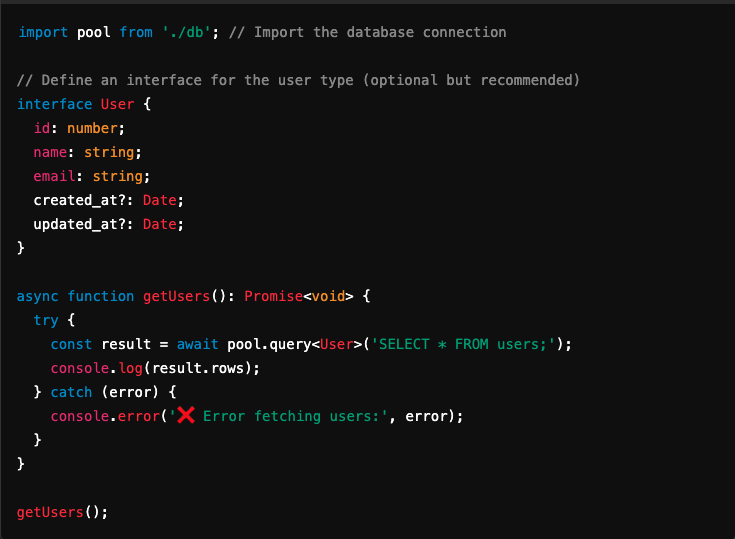 import pool from './db'; // Import the database connection

// Define an interface for the user type (optional but recommended)
interface User {
  id: number;
  name: string;
  email: string;
  created_at?: Date;
  updated_at?: Date;
}

async function getUsers(): Promise<void> {
  try {
    const result = await pool.query<User>('SELECT * FROM users;');
    console.log(result.rows);
  } catch (error) {
    console.error('❌ Error fetching users:', error);
  }
}

getUsers();